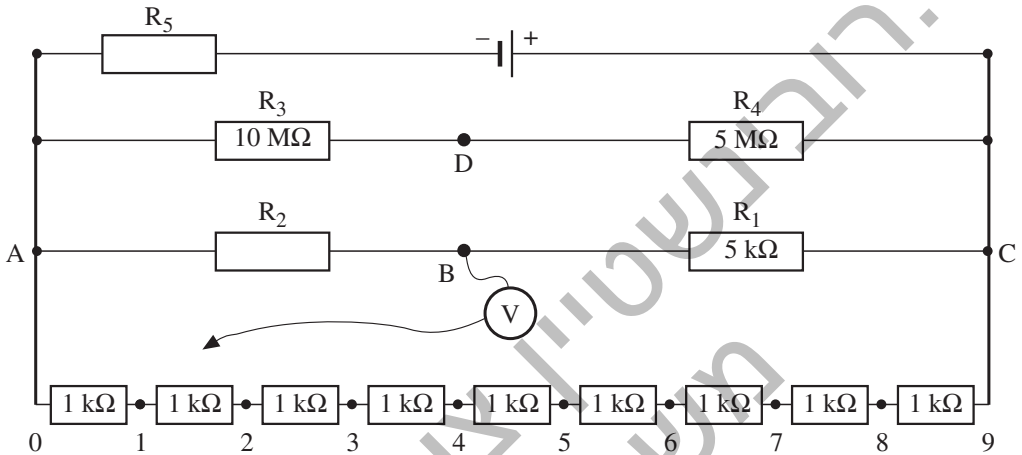 R5
− +
R3 R4
10 MΩ 5 MΩ
D
R2 R1
A 5 kΩ C
B
V
1 kΩ 1 kΩ 1 kΩ 1 kΩ 1 kΩ 1 kΩ 1 kΩ 1 kΩ 1 kΩ
0 1 2 3 4 5 6 7 8 9
רובינשטיין